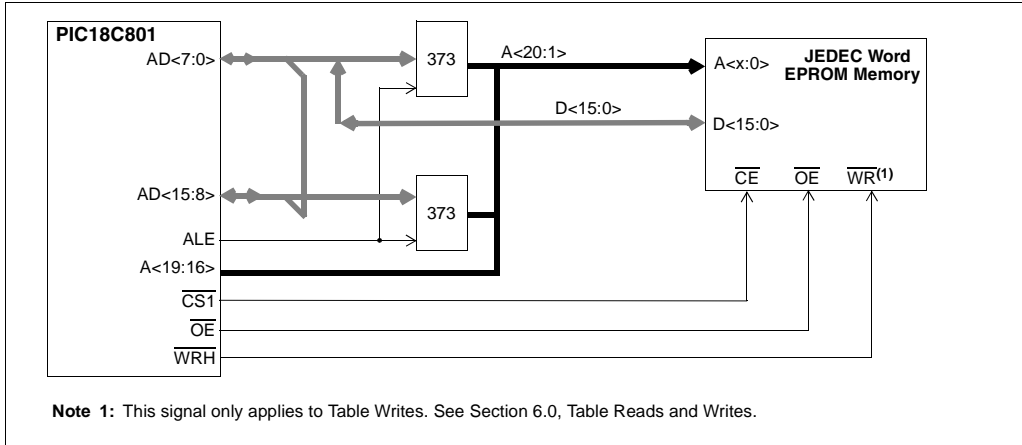 PIC18C801
AD<7:0>
373
A<20:1>
JEDEC Word
EPROM Memory
A<x:0>
D<15:0>
D<15:0>
CE OE WR(1)
AD<15:8>
373
ALE
A<19:16>
CS1
OE
WRH
Note 1: This signal only applies to Table Writes. See Section 6.0, Table Reads and Writes.